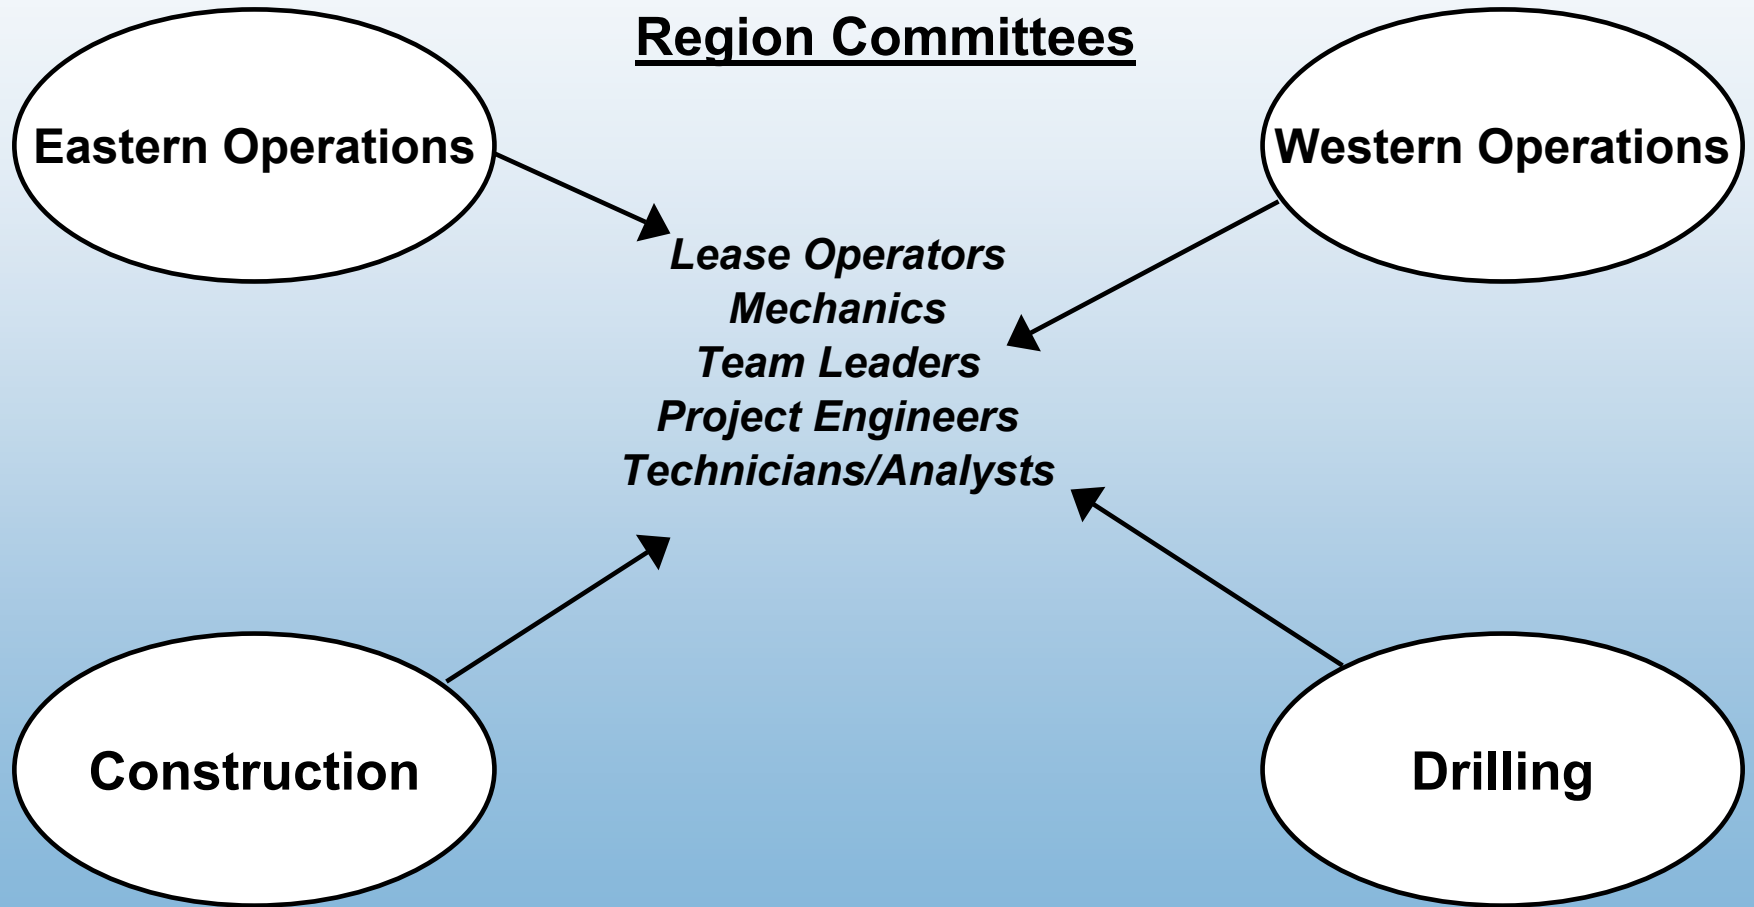 Region Committees
Eastern Operations
Western Operations
Lease Operators
Mechanics
Team Leaders
Project Engineers
Technicians/Analysts
Construction
Drilling